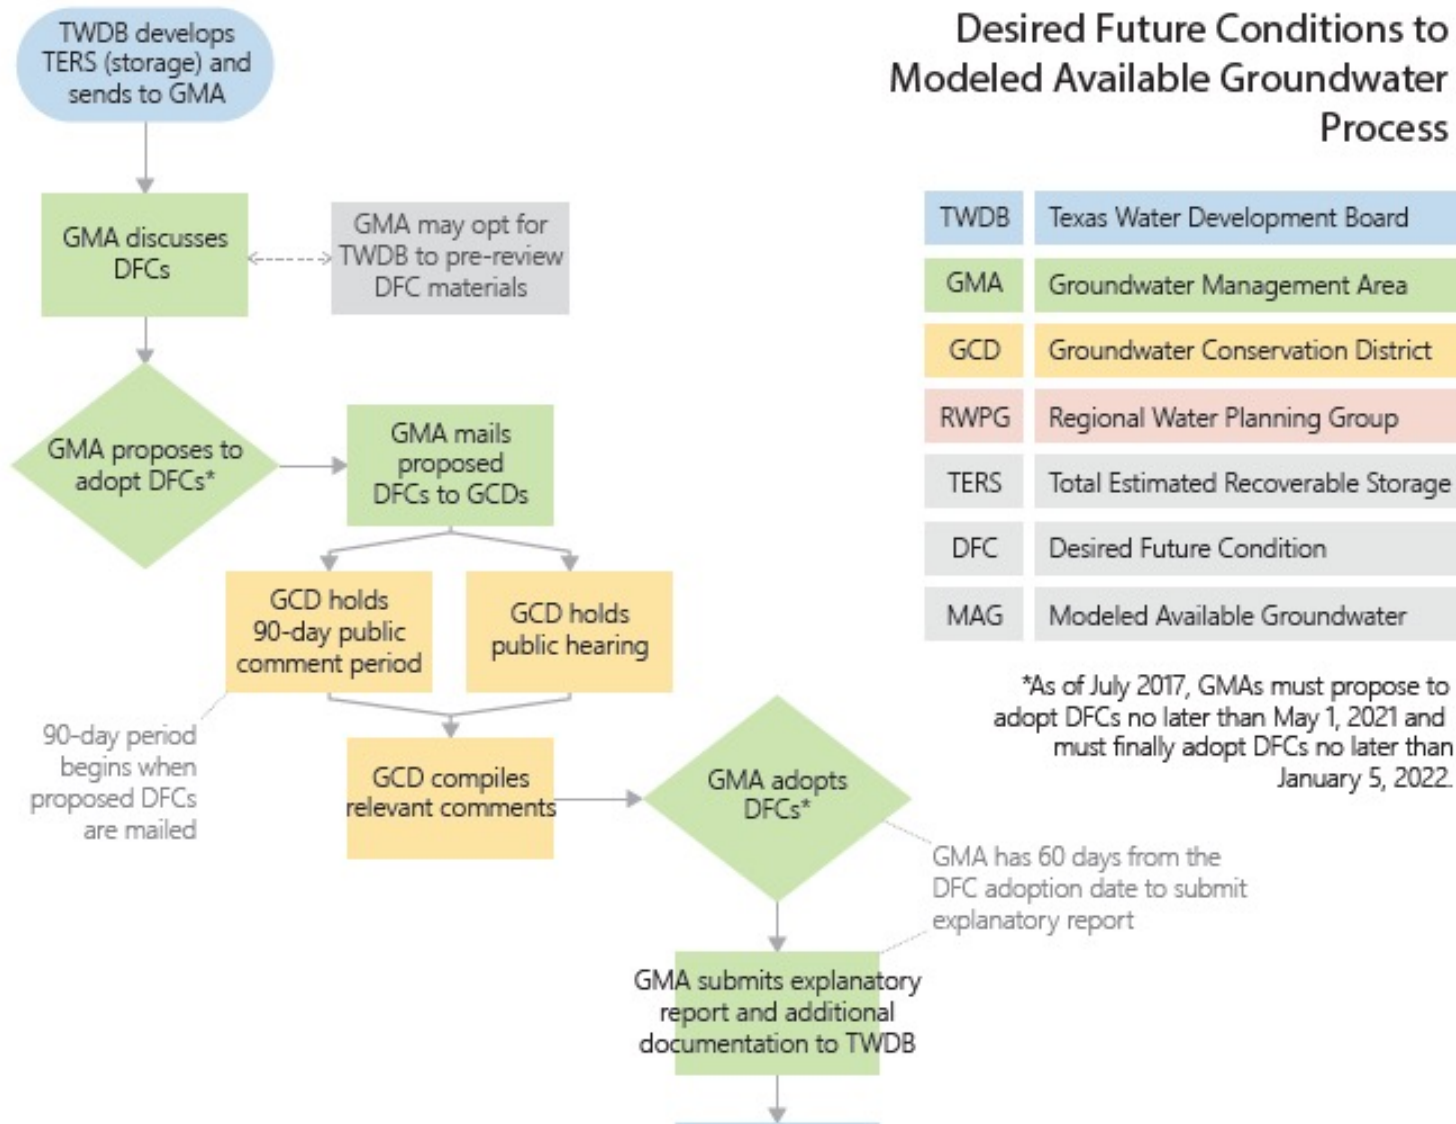 TWDB develops
TERS (storage) and
sends to GMA
Desired Future Conditions to
Modeled Available Groundwater
Process
GMA discusses
DFCs
GMA may opt for
TWDB to pre-review
DFC materials
TWDB Texas Water Development Board
GMA Groundwater Management Area
GCD Groundwater Conservation District
RWPG Regional Water Planning Group
TERS Total Estimated Recoverable Storage
DFC Desired Future Condition
MAG Modeled Available Groundwater
*As of July 2017, GMAs must propose to
adopt DFCs no later than May 1, 2021 and
must finally adopt DFCs no later than
January 5, 2022.
GMA proposes to
adopt DFCs*
GMA mails
proposed
DFCs to GCDs
GCD holds
90-day public
comment period
GCD holds
public hearing
90-day period
begins when
proposed DFCs
are mailed
GCD compiles
relevant comments
GMA adopts
DFCs*
GMA has 60 days from the
DFC adoption date to submit
explanatory report
GMA submits explanatory
report and additional
documentation to TWDB